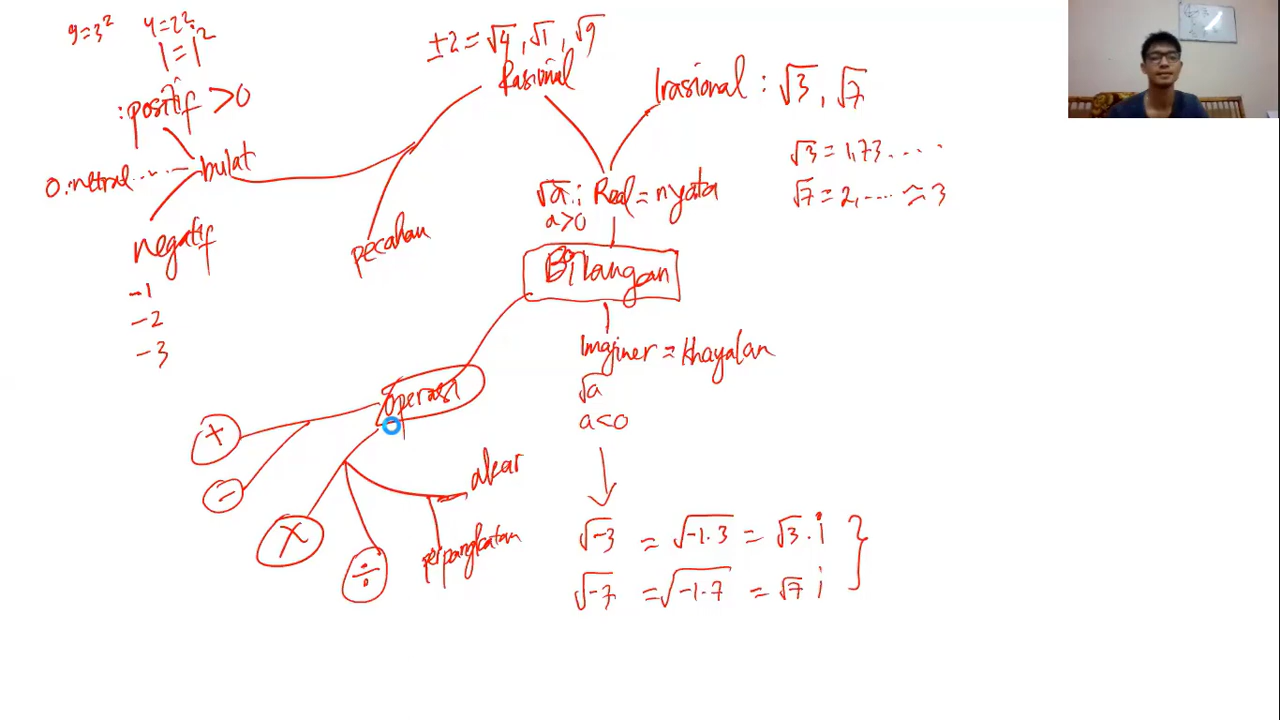 9=3² 4=2²
1=1²
:positif >0
0:netral..... bulat
negatif
-1
-2
-3
±2=√4, √1, √9
Rasional
Irasional : √3, √7
√3 = 1,73.....
√7 = 2,..... ≈ 3
√a : Real = nyata
a>0
pecahan
Bilangan
Imajiner = Khayalan
√a
a<0
√-3 = √-1.3 = √3.i
√-7 = √-1.7 = √7 i
Operasi
+
-
X
÷
akar
perpangkatan